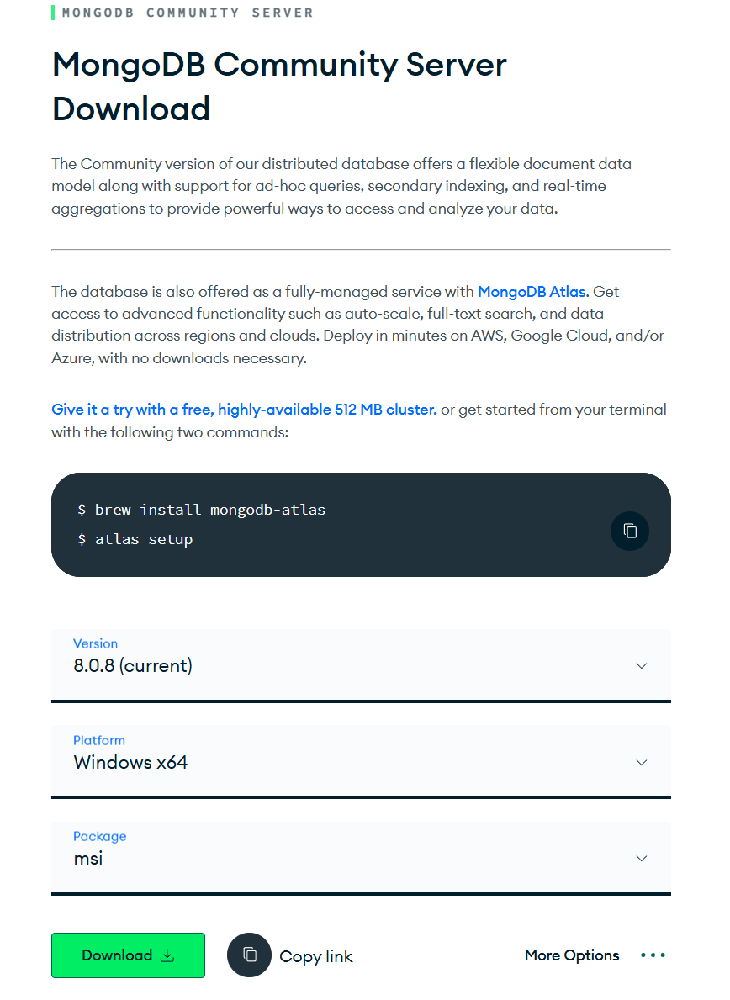 MONGODB COMMUNITY SERVER
MongoDB Community Server
Download
The Community version of our distributed database offers a flexible document data
model along with support for ad-hoc queries, secondary indexing, and real-time
aggregations to provide powerful ways to access and analyze your data.
The database is also offered as a fully-managed service with MongoDB Atlas. Get
access to advanced functionality such as auto-scale, full-text search, and data
distribution across regions and clouds. Deploy in minutes on AWS, Google Cloud, and/or
Azure, with no downloads necessary.
Give it a try with a free, highly-available 512 MB cluster. or get started from your terminal
with the following two commands:
$ brew install mongodb-atlas
$ atlas setup
Version
8.0.8 (current)
Platform
Windows x64
Package
msi
Download
Copy link
More Options